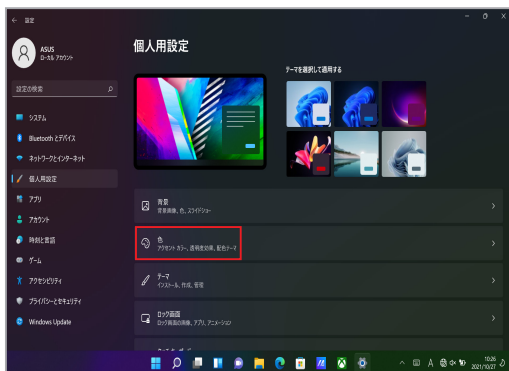 設定
ASUS
ローカル アカウント
設定の検索
システム
Bluetooth とデバイス
ネットワークとインターネット
個人用設定
アプリ
アカウント
時刻と言語
ゲーム
アクセシビリティ
プライバシーとセキュリティ
Windows Update
個人用設定
テーマを選択して適用する
背景
背景画像、色、スライドショー
色
アクセント カラー、透明度効果、配色テーマ
テーマ
インストール、作成、管理
ロック画面
ロック画面の画像、アプリ、アニメーション
A
10:26
2021/10/27